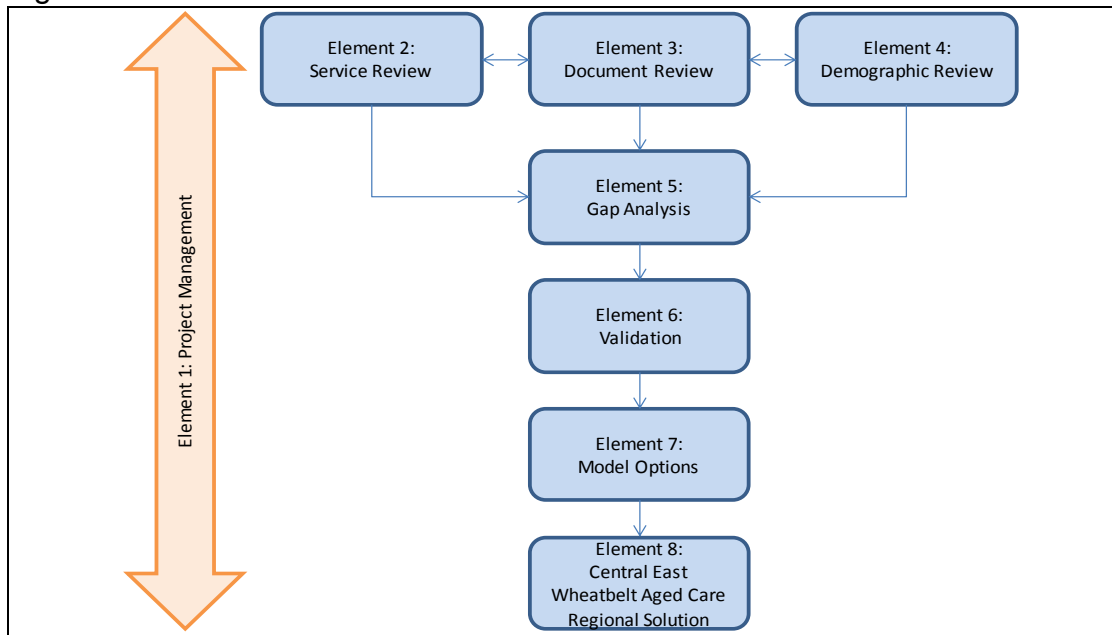 Element 2:
Service Review
Element 3:
Document Review
Element 4:
Demographic Review
Element 1: Project Management
Element 5:
Gap Analysis
Element 6:
Validation
Element 7:
Model Options
Element 8:
Central East
Wheatbelt Aged Care
Regional Solution